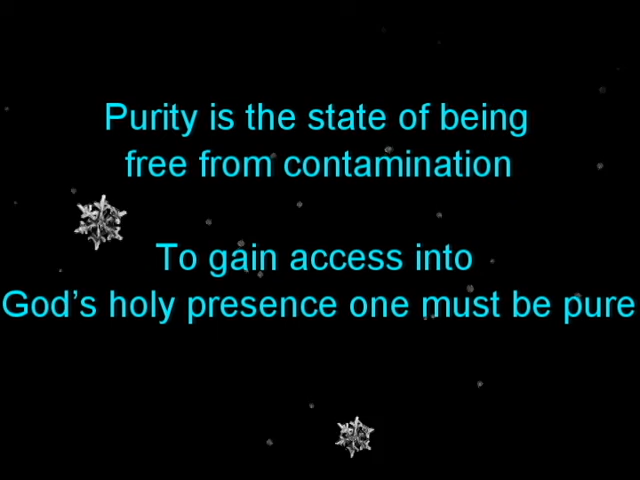 Purity is the state of being
free from contamination
To gain access into
God’s holy presence one must be pure